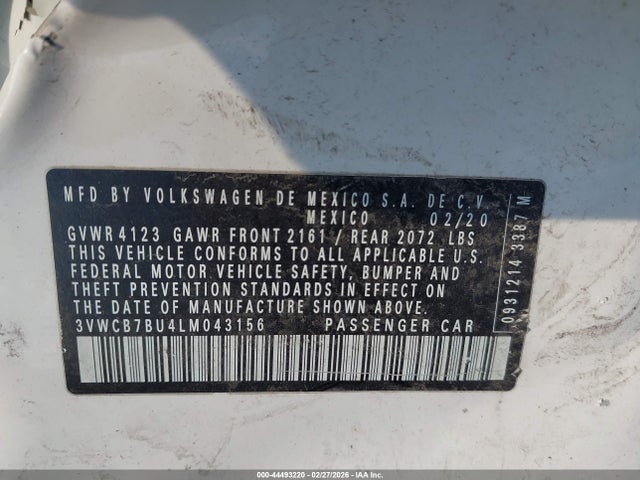 MFD BY VOLKSWAGEN DE MEXICO S.A. DE C.V.
MEXICO 02/20
GVWR 4123 GAWR FRONT 2161 / REAR 2072 LBS
THIS VEHICLE CONFORMS TO ALL APPLICABLE U.S.
FEDERAL MOTOR VEHICLE SAFETY, BUMPER AND
THEFT PREVENTION STANDARDS IN EFFECT ON
THE DATE OF MANUFACTURE SHOWN ABOVE.
3VWCB7BU4LM043156 PASSENGER CAR
0931214 3387 M
000-44493220 - 02/27/2026 - IAA Inc.